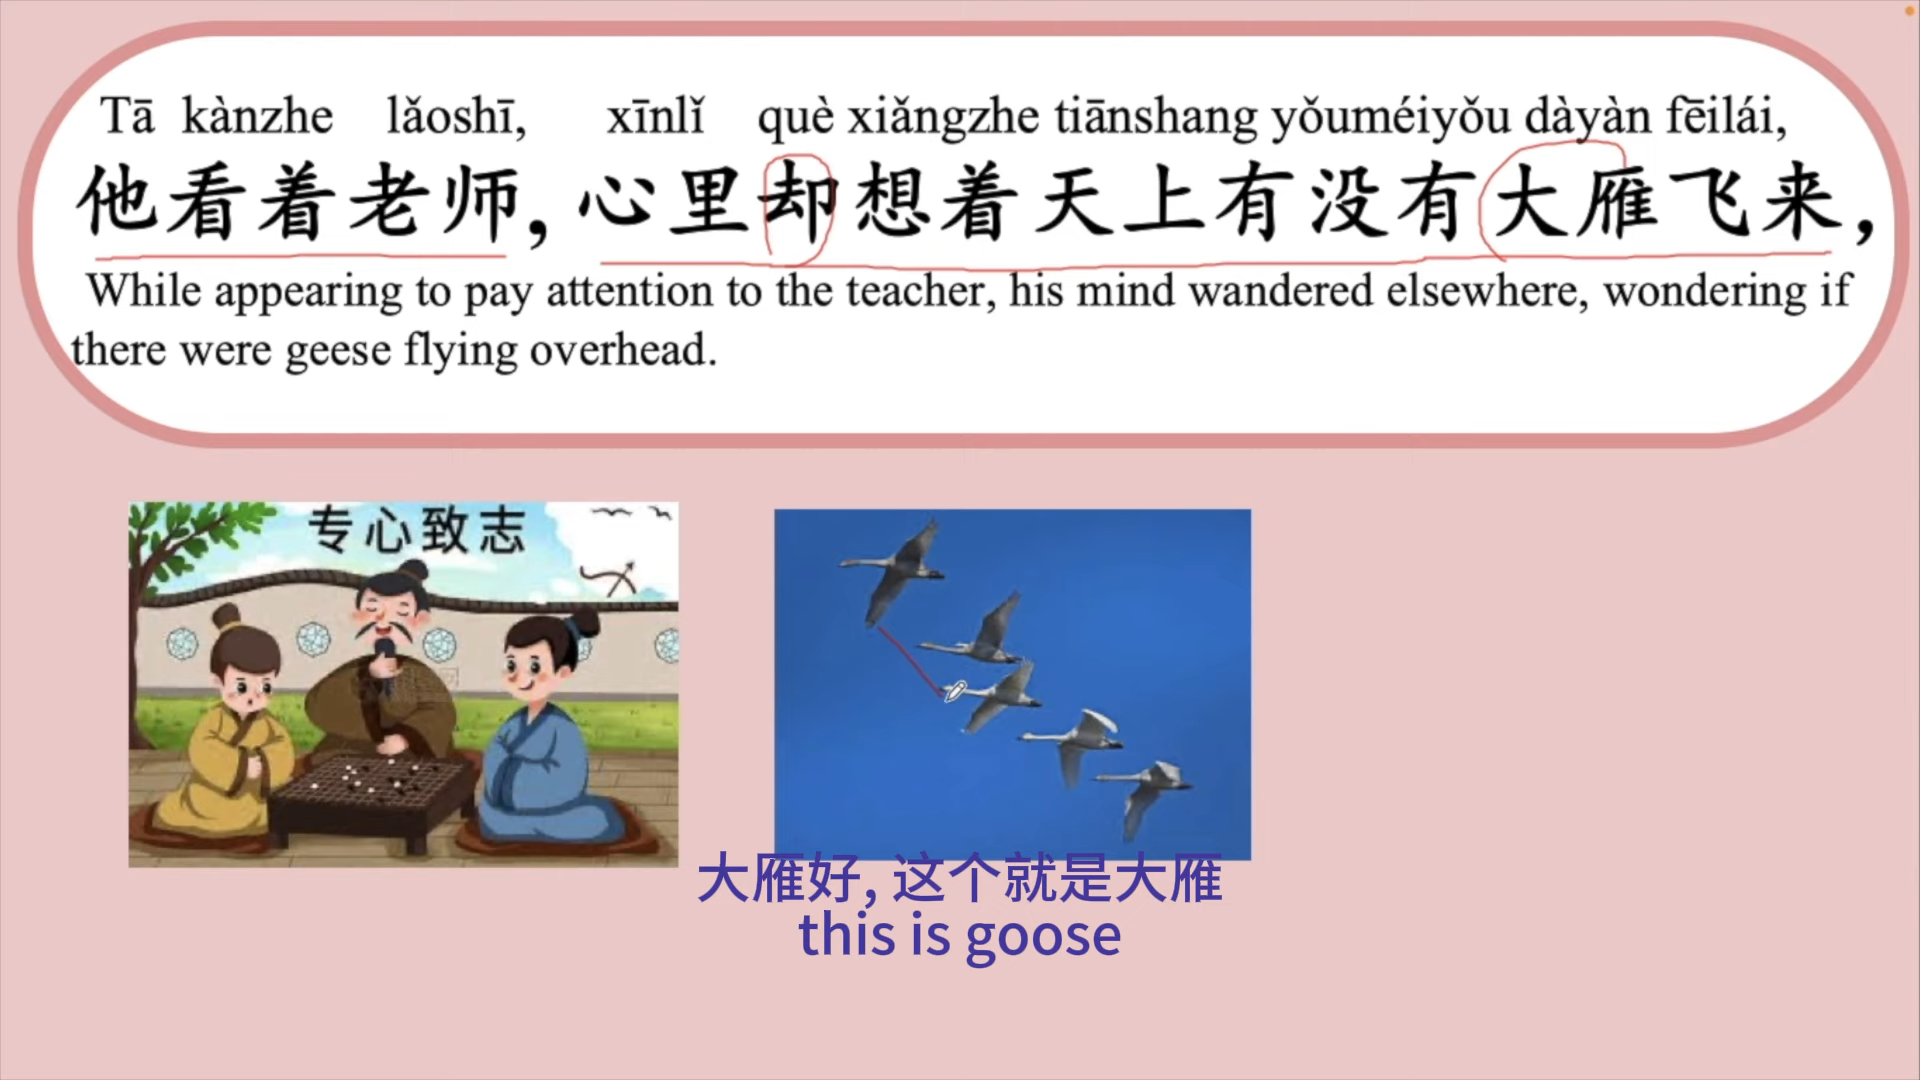 Tā kànzhe lǎoshī, xīnlǐ què xiǎngzhe tiānshang yǒuméiyǒu dàyàn fēilái,
他看着老师,心里却想着天上有没有大雁飞来,
While appearing to pay attention to the teacher, his mind wandered elsewhere, wondering if
there were geese flying overhead.
专心致志
大雁好, 这个就是大雁
this is goose